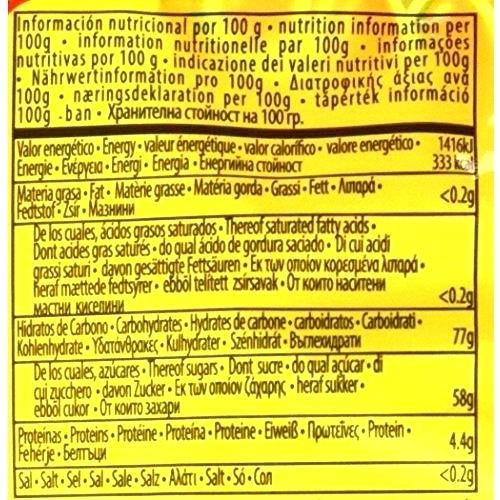 Información nutricional por 100 g • nutrition information per
100g • information nutritionelle par 100g • informações
nutritivas por 100 g • indicazione dei valeri nutritivi per 100g
• Nährwertinformation pro 100g • Διατροφικής άξιας ανά
100g • næringsdeklaration per 100g • tápérték információ
100g -ban • Хранителна стойност на 100 гр.
Valor energético • Energy • valeur énergétique • valor calorífico • valore energético • 1416kJ
Energie • Ενέργεια • Energi • Energia • Енергийна стойност 333 kcal
Materia grasa • Fat • Matèrie grasse • Matéria gorda • Grassi • Fett • Λιπαρά •
Fedtstof • Zsir • Мазнини <0.2g
De los cuales, ácidos grasos saturados • Thereof saturated fatty acids •
Dont acides gras saturés • do qual ácido de gordura saciado • Di cui acidi
grassi saturi • davon gesättigte Fettsäuren • Εκ των οποίον κορεσμένα λιπαρά •
heraf mættede fedtsyrer • ebből telített zsírsavak • От които наситени
мастни киселини <0.2g
Hidratos de Carbono • Carbohydrates • Hydrates de carbone • carboidratos • Carboidrati •
Kohlenhydrate • Υδατάνθρακες • Kulhydrater • Szénhidrát • Въглехидрати 77g
De los cuales, azúcares • Thereof sugars • Dont sucre • do qual açúcar • di
cui zucchero • davon Zucker • Εκ των οποίον ζάχαρης • heraf sukker •
ebből cukor • От които захари 58g
Proteínas • Proteins • Protéine • Proteína • Proteine • Eiweiß • Πρωτεΐνες • Protein •
Fehérje • Белтъци 4.4g
Sal • Salt • Sel • Sal • Sale • Salz • Αλάτι • Salt • Só • Сол <0.2g